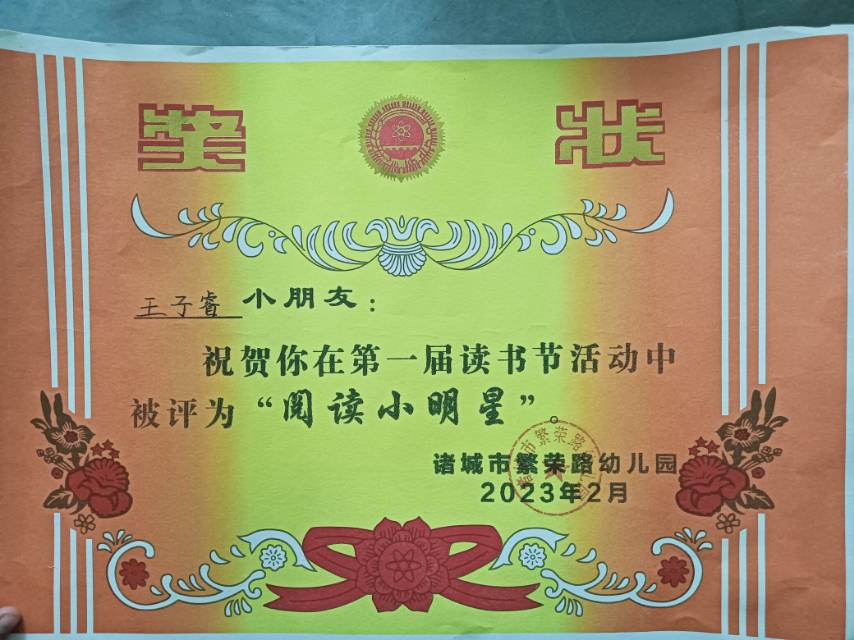 奖状
王子睿 小朋友：
祝贺你在第一届读书节活动中
被评为“阅读小明星”。
诸城市繁荣路幼儿园
2023年2月